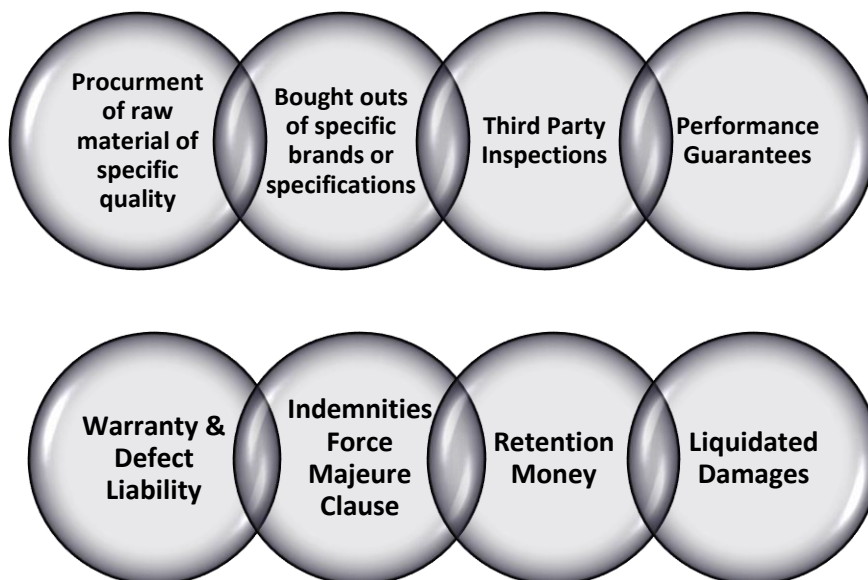 Procurment
of raw
material of
specific
quality
Bought outs
of specific
brands or
specifications
Third Party
Inspections
Performance
Guarantees
Warranty &
Defect
Liability
Indemnities
Force
Majeure
Clause
Retention
Money
Liquidated
Damages